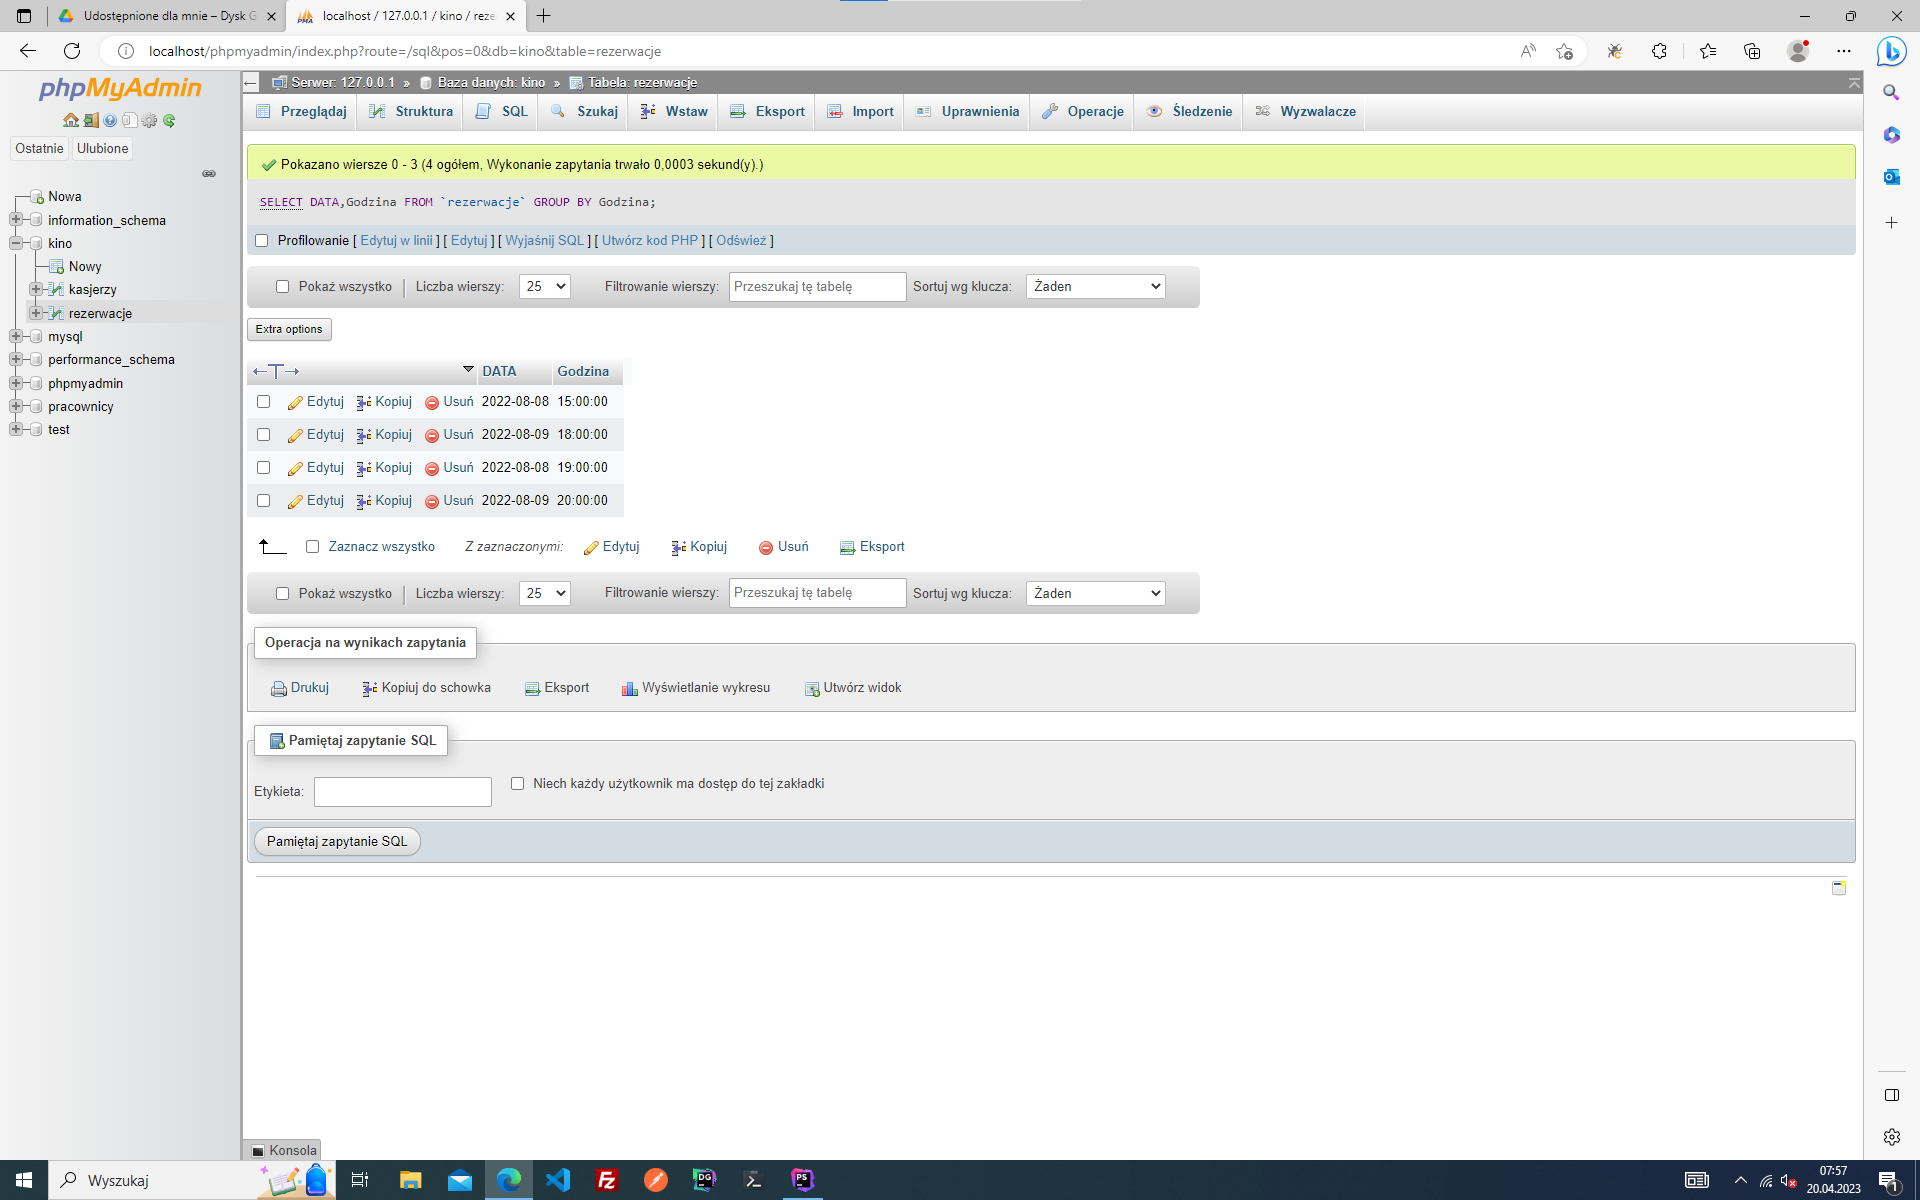 Udostępnione dla mnie – Dysk G
localhost / 127.0.0.1 / kino / reze
localhost/phpmyadmin/index.php?route=/sql&pos=0&db=kino&table=rezerwacje
phpMyAdmin
Ostatnie
Ulubione
Nowa
information_schema
kino
Nowy
kasjerzy
rezerwacje
mysql
performance_schema
phpmyadmin
pracownicy
test
Serwer: 127.0.0.1 » Baza danych: kino » Tabela: rezerwacje
Przeglądaj Struktura SQL Szukaj Wstaw Eksport Import Uprawnienia Operacje Śledzenie Wyzwalacze
Pokazano wiersze 0 - 3 (4 ogółem, Wykonanie zapytania trwało 0,0003 sekund(y).)
SELECT DATA,Godzina FROM `rezerwacje` GROUP BY Godzina;
Profilowanie [ Edytuj w linii ] [ Edytuj ] [ Wyjaśnij SQL ] [ Utwórz kod PHP ] [ Odśwież ]
Pokaż wszystko | Liczba wierszy: 25 Filtrowanie wierszy: Przeszukaj tę tabelę Sortuj wg klucza: Żaden
Extra options
←T→ DATA Godzina
Edytuj Kopiuj Usuń 2022-08-08 15:00:00
Edytuj Kopiuj Usuń 2022-08-09 18:00:00
Edytuj Kopiuj Usuń 2022-08-08 19:00:00
Edytuj Kopiuj Usuń 2022-08-09 20:00:00
Zaznacz wszystko Z zaznaczonymi: Edytuj Kopiuj Usuń Eksport
Pokaż wszystko | Liczba wierszy: 25 Filtrowanie wierszy: Przeszukaj tę tabelę Sortuj wg klucza: Żaden
Operacja na wynikach zapytania
Drukuj Kopiuj do schowka Eksport Wyświetlanie wykresu Utwórz widok
Pamiętaj zapytanie SQL
Etykieta: Niech każdy użytkownik ma dostęp do tej zakładki
Pamiętaj zapytanie SQL
Konsola
Wyszukaj
FZ
DG
PS
07:57
20.04.2023
1